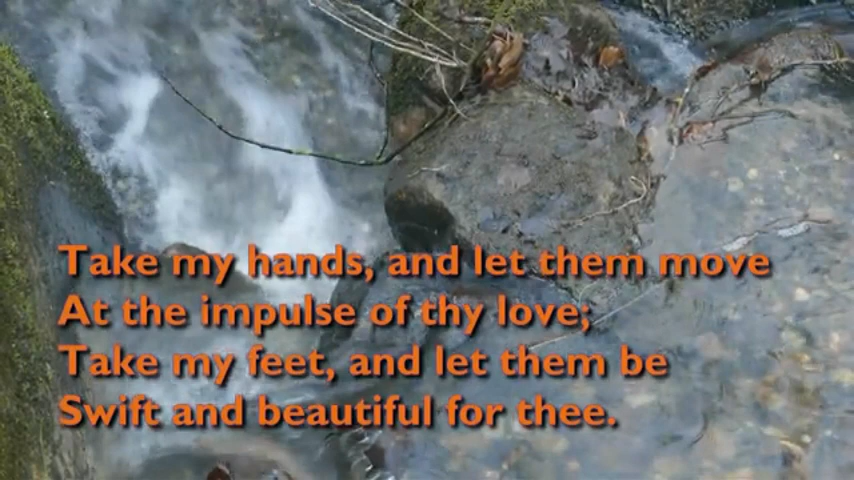 Take my hands, and let them move
At the impulse of thy love;
Take my feet, and let them be
Swift and beautiful for thee.